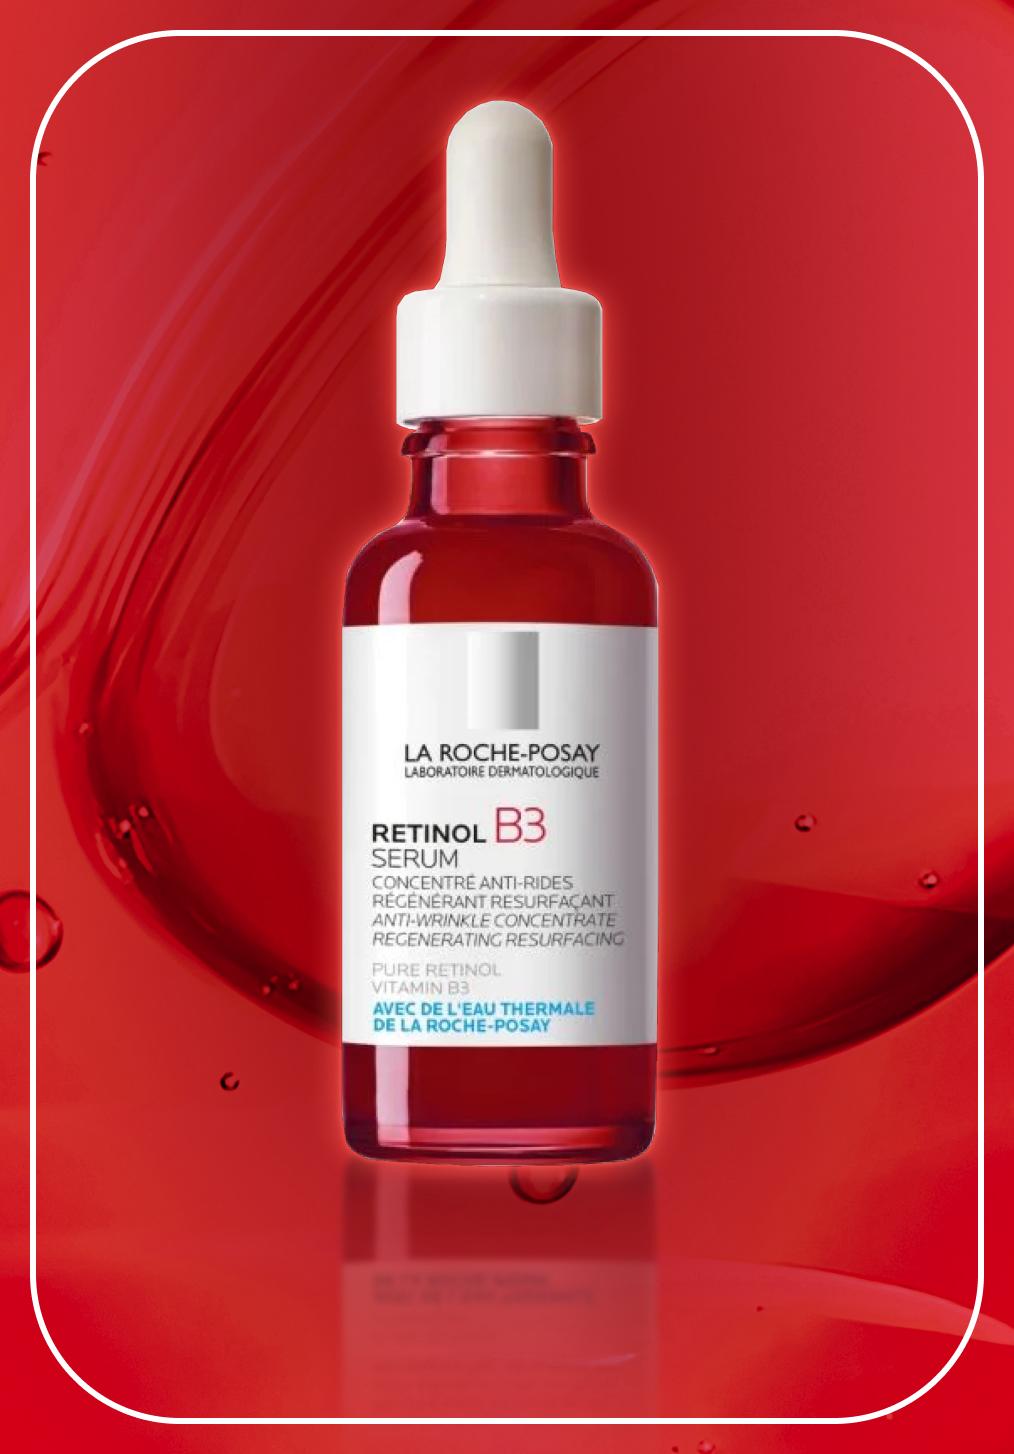 LA ROCHE-POSAY
LABORATOIRE DERMATOLOGIQUE
RETINOL B3
SERUM
CONCENTRÉ ANTI-RIDES
RÉGÉNÉRANT RESURFAÇANT
ANTI-WRINKLE CONCENTRATE
REGENERATING RESURFACING
PURE RETINOL
VITAMIN B3
AVEC DE L'EAU THERMALE
DE LA ROCHE-POSAY